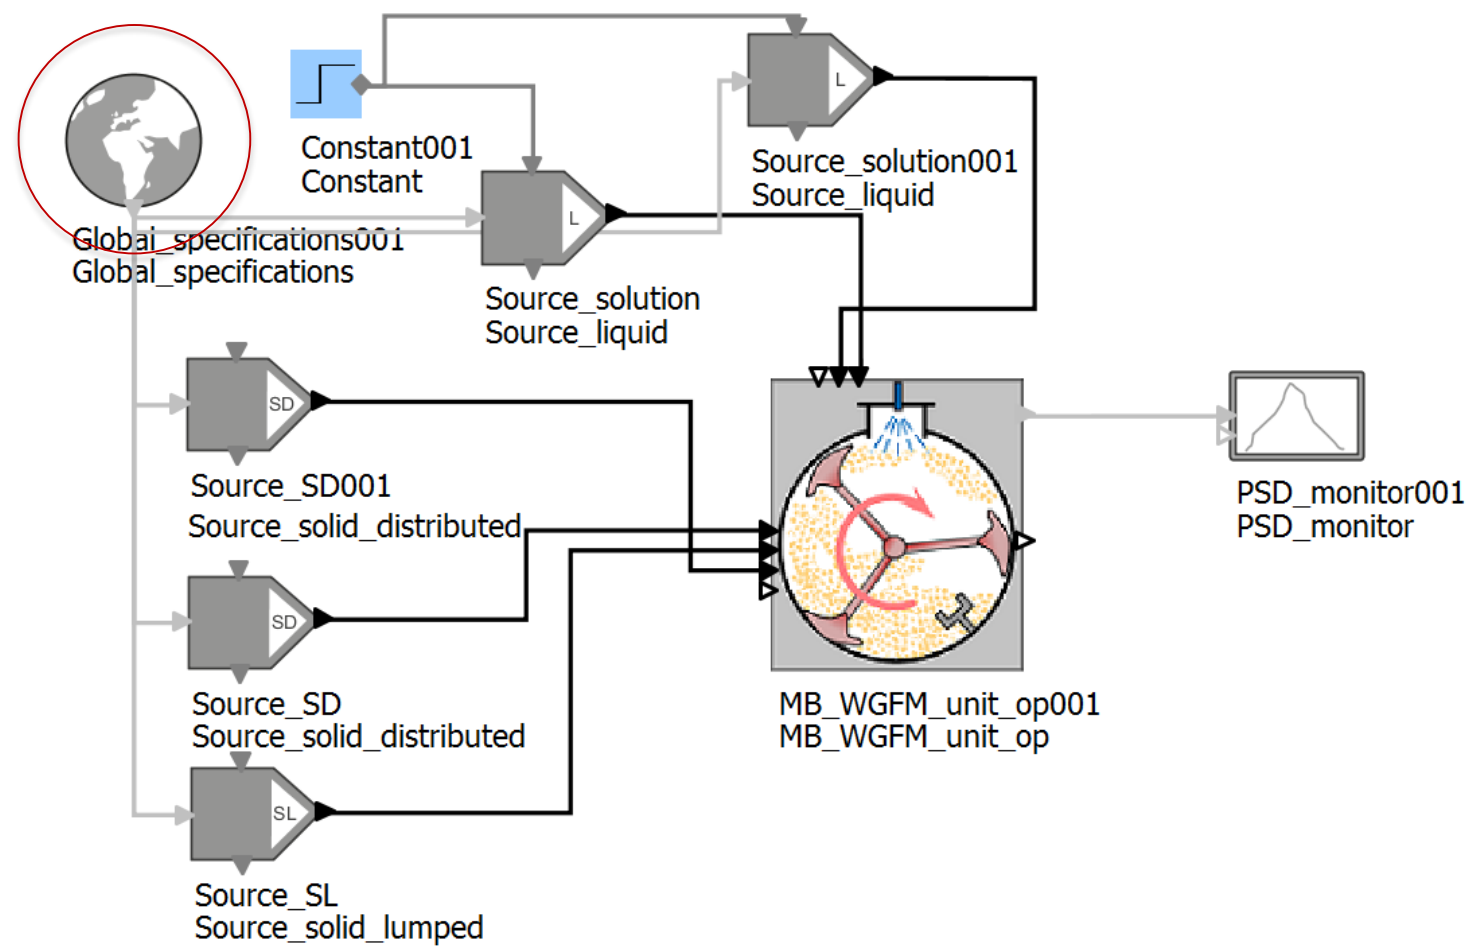 L
Constant001
Constant
Source_solution001
Source_liquid
L
Global_specifications001
Global_specifications
Source_solution
Source_liquid
SD
Source_SD001
Source_solid_distributed
PSD_monitor001
PSD_monitor
SD
Source_SD
Source_solid_distributed
MB_WGFM_unit_op001
MB_WGFM_unit_op
SL
Source_SL
Source_solid_lumped